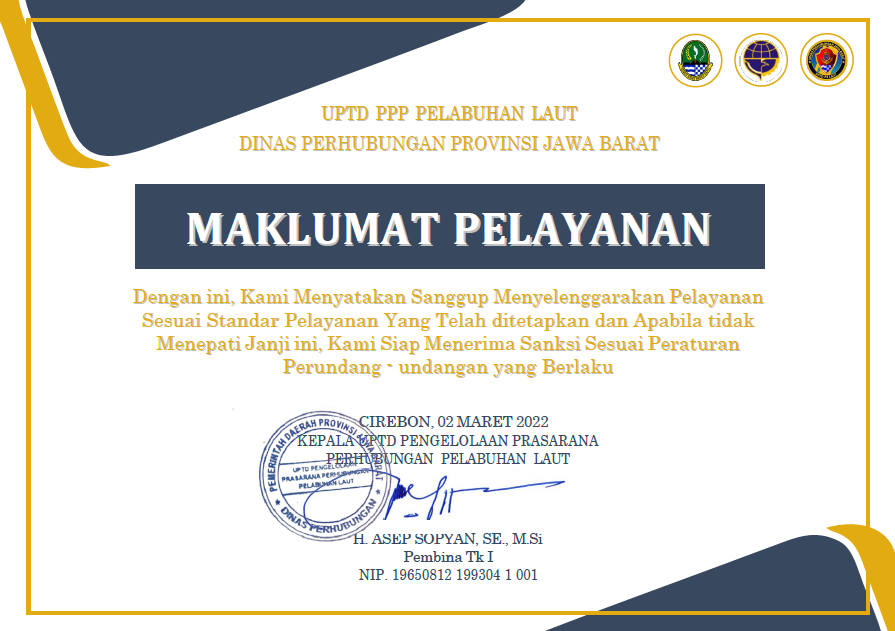 UPTD PPP PELABUHAN LAUT
DINAS PERHUBUNGAN PROVINSI JAWA BARAT
MAKLUMAT PELAYANAN
Dengan ini, Kami Menyatakan Sanggup Menyelenggarakan Pelayanan
Sesuai Standar Pelayanan Yang Telah ditetapkan dan Apabila tidak
Menepati Janji ini, Kami Siap Menerima Sanksi Sesuai Peraturan
Perundang - undangan yang Berlaku
CIREBON, 02 MARET 2022
KEPALA UPTD PENGELOLAAN PRASARANA
PERHUBUNGAN PELABUHAN LAUT
PEMERINTAH DAERAH PROVINSI JAWA BARAT
UPTD PENGELOLAAN
PRASARANA PERHUBUNGAN
PELABUHAN LAUT
DINAS PERHUBUNGAN
H. ASEP SOPYAN, SE., M.Si
Pembina Tk I
NIP. 19650812 199304 1 001